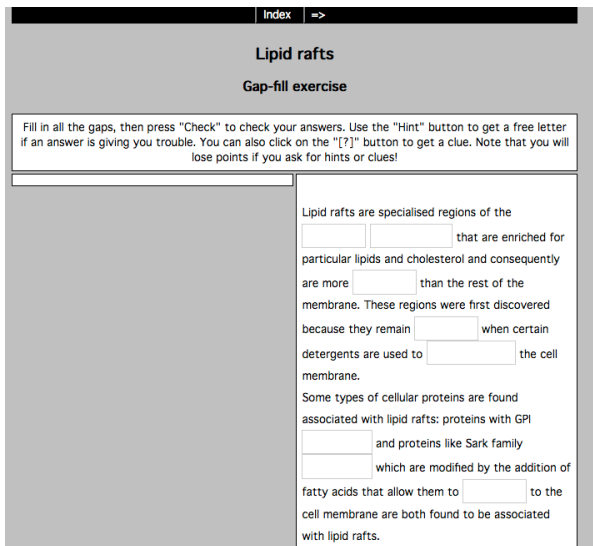 Index =>
Lipid rafts
Gap-fill exercise
Fill in all the gaps, then press "Check" to check your answers. Use the "Hint" button to get a free letter
if an answer is giving you trouble. You can also click on the "[?]" button to get a clue. Note that you will
lose points if you ask for hints or clues!
Lipid rafts are specialised regions of the
that are enriched for
particular lipids and cholesterol and consequently
are more than the rest of the
membrane. These regions were first discovered
because they remain when certain
detergents are used to the cell
membrane.
Some types of cellular proteins are found
associated with lipid rafts: proteins with GPI
and proteins like Sark family
which are modified by the addition of
fatty acids that allow them to to the
cell membrane are both found to be associated
with lipid rafts.